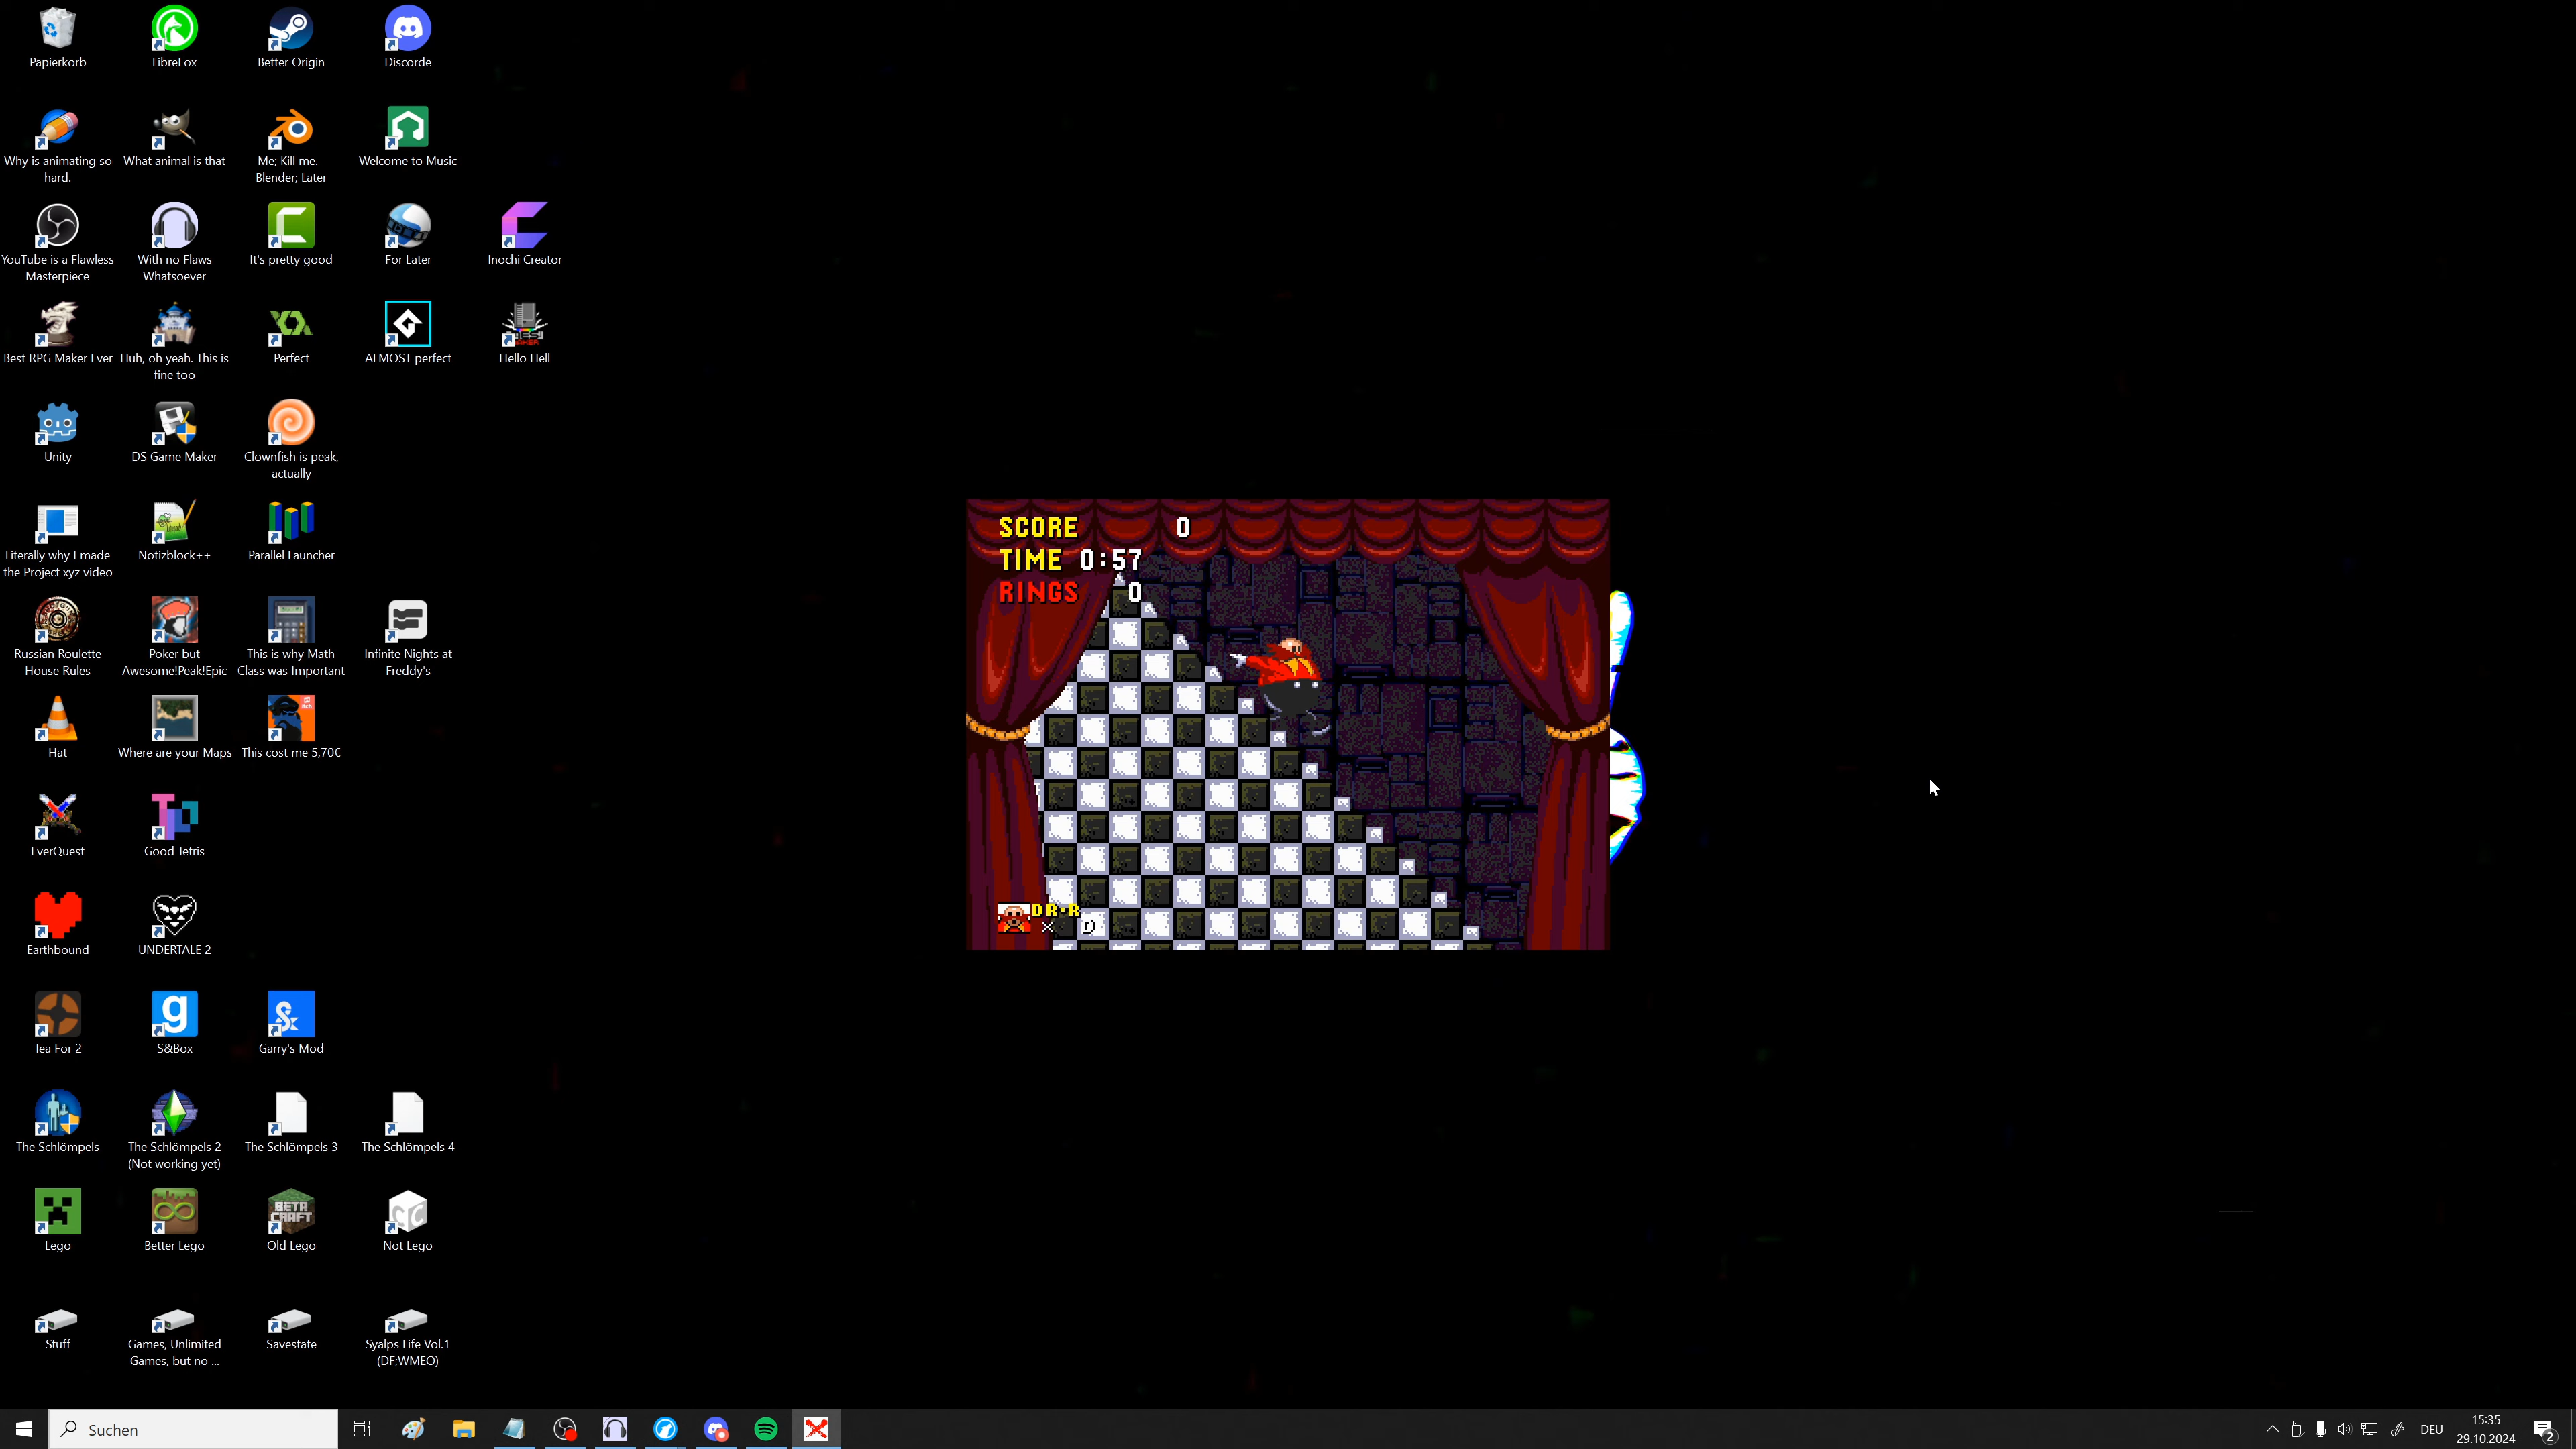 Papierkorb
LibreFox
Better Origin
Discorde
Why is animating so
hard.
What animal is that
Me; Kill me.
Blender; Later
Welcome to Music
YouTube is a Flawless
Masterpiece
With no Flaws
Whatsoever
It's pretty good
For Later
Inochi Creator
Best RPG Maker Ever
Huh, oh yeah. This is
fine too
Perfect
ALMOST perfect
Hello Hell
Unity
DS Game Maker
Clownfish is peak,
actually
Literally why I made
the Project xyz video
Notizblock++
Parallel Launcher
Russian Roulette
House Rules
Poker but
Awesome!Peak!Epic
This is why Math
Class was Important
Infinite Nights at
Freddy's
Hat
Where are your Maps
This cost me 5,70€
EverQuest
Good Tetris
Earthbound
UNDERTALE 2
Tea For 2
S&Box
Garry's Mod
The Schlömpels
The Schlömpels 2
(Not working yet)
The Schlömpels 3
The Schlömpels 4
BETA
CRAFT
Lego
Better Lego
Old Lego
Not Lego
Stuff
Games, Unlimited
Games, but no ...
Savestate
Syalps Life Vol.1
(DF;WMEO)
SCORE 0
TIME 0:57
RINGS 0
DR·R
Suchen
DEU
15:35
29.10.2024
2